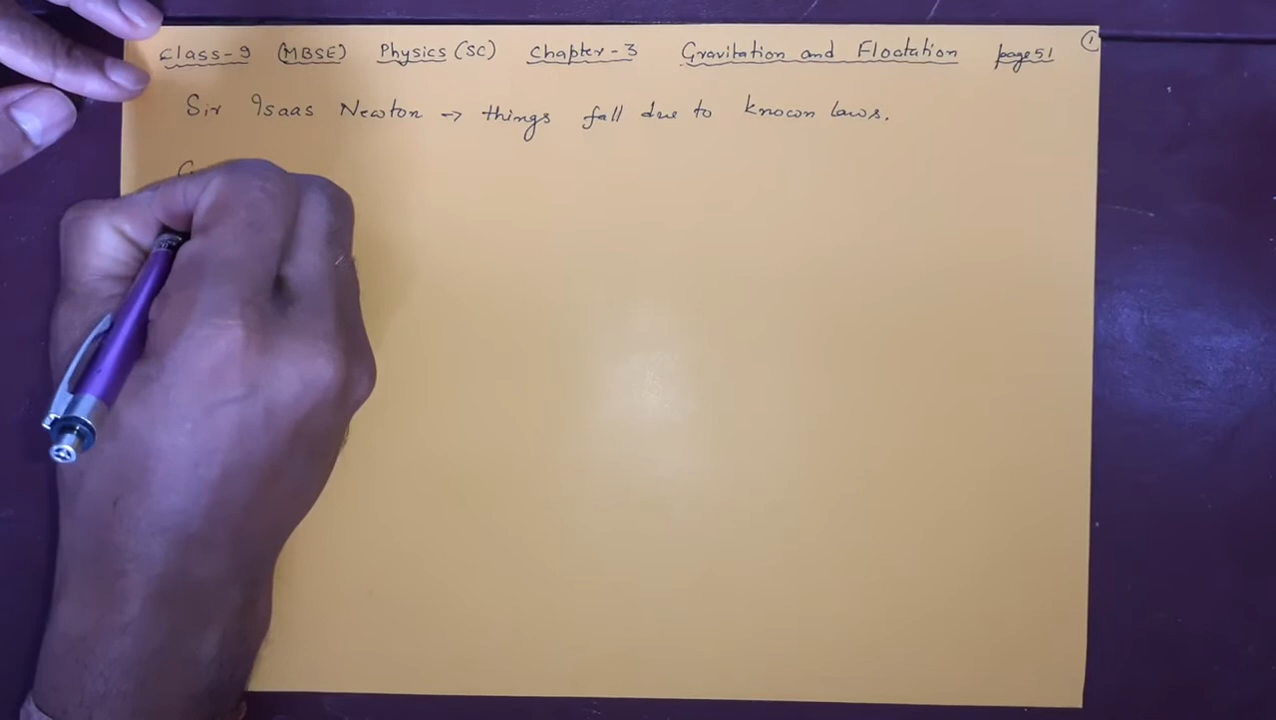 Class-9 (MBSE) Physics (SC) Chapter-3 Gravitation and Floatation page 51 ①
Sir Isaas Newton → things fall due to known laws.
G